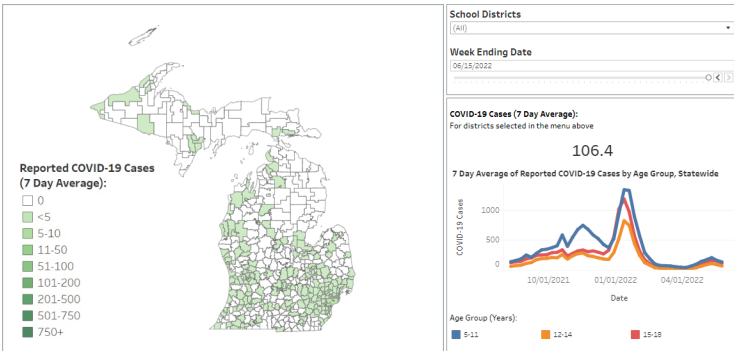 School Districts
(All)
Week Ending Date
06/15/2022
COVID-19 Cases (7 Day Average):
For districts selected in the menu above
106.4
7 Day Average of Reported COVID-19 Cases by Age Group, Statewide
COVID-19 Cases
1000
500
0
10/01/2021 01/01/2022 04/01/2022
Date
Age Group (Years):
5-11 12-14 15-18
Reported COVID-19 Cases
(7 Day Average):
0
<5
5-10
11-50
51-100
101-200
201-500
501-750
750+